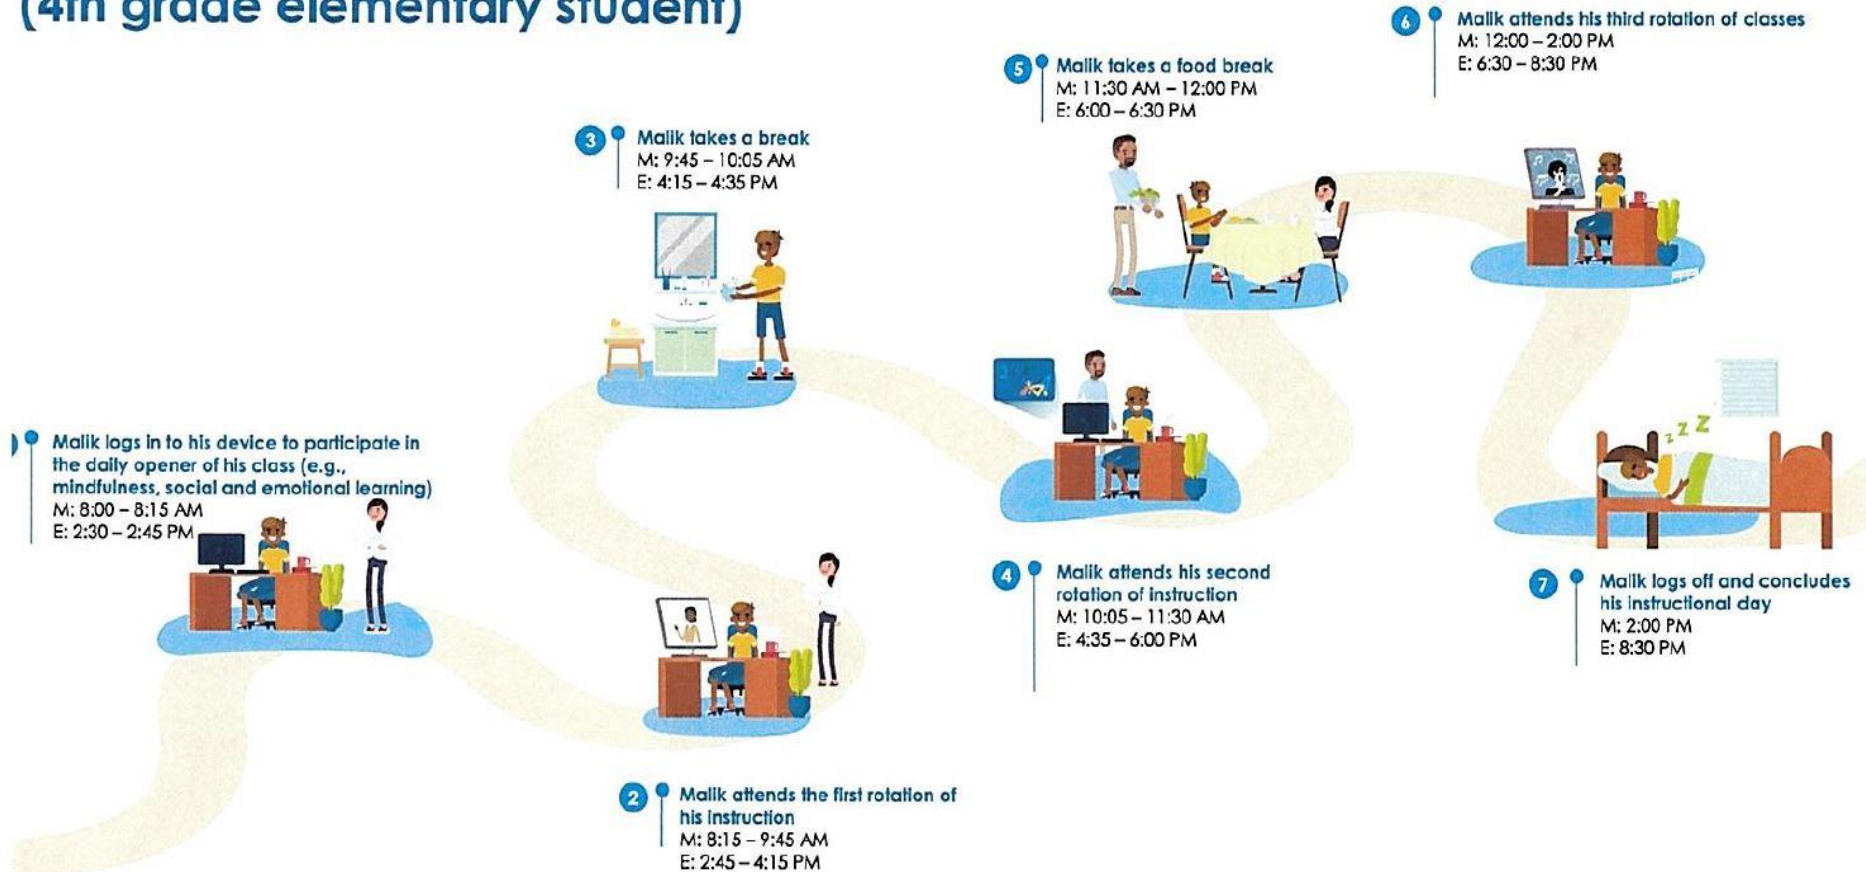 (4th grade elementary student)
Malik logs in to his device to participate in
the daily opener of his class (e.g.,
mindfulness, social and emotional learning)
M: 8:00 – 8:15 AM
E: 2:30 – 2:45 PM
2
Malik attends the first rotation of
his instruction
M: 8:15 – 9:45 AM
E: 2:45 – 4:15 PM
3
Malik takes a break
M: 9:45 – 10:05 AM
E: 4:15 – 4:35 PM
4
Malik attends his second
rotation of instruction
M: 10:05 – 11:30 AM
E: 4:35 – 6:00 PM
5
Malik takes a food break
M: 11:30 AM – 12:00 PM
E: 6:00 – 6:30 PM
6
Malik attends his third rotation of classes
M: 12:00 – 2:00 PM
E: 6:30 – 8:30 PM
z z Z
7
Malik logs off and concludes
his instructional day
M: 2:00 PM
E: 8:30 PM